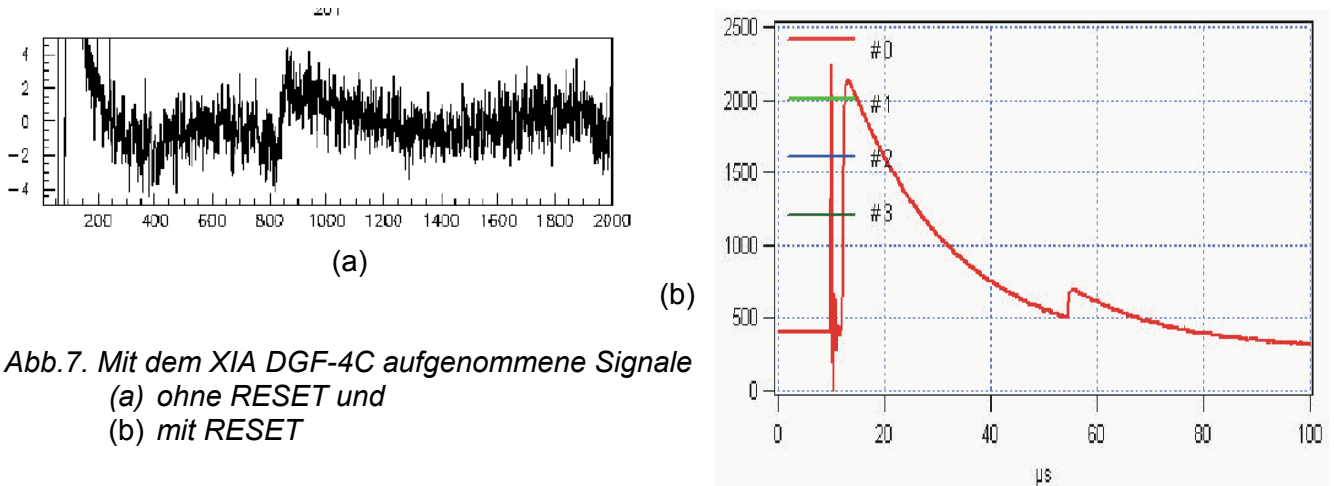 4
2
0
-2
-4
200 400 600 800 1000 1200 1400 1600 1800 2000
(a)
(b)
Abb.7. Mit dem XIA DGF-4C aufgenommene Signale
(a) ohne RESET und
(b) mit RESET
2500
2000
1500
1000
500
0
#0
#1
#2
#3
0 20 40 60 80 100
µs